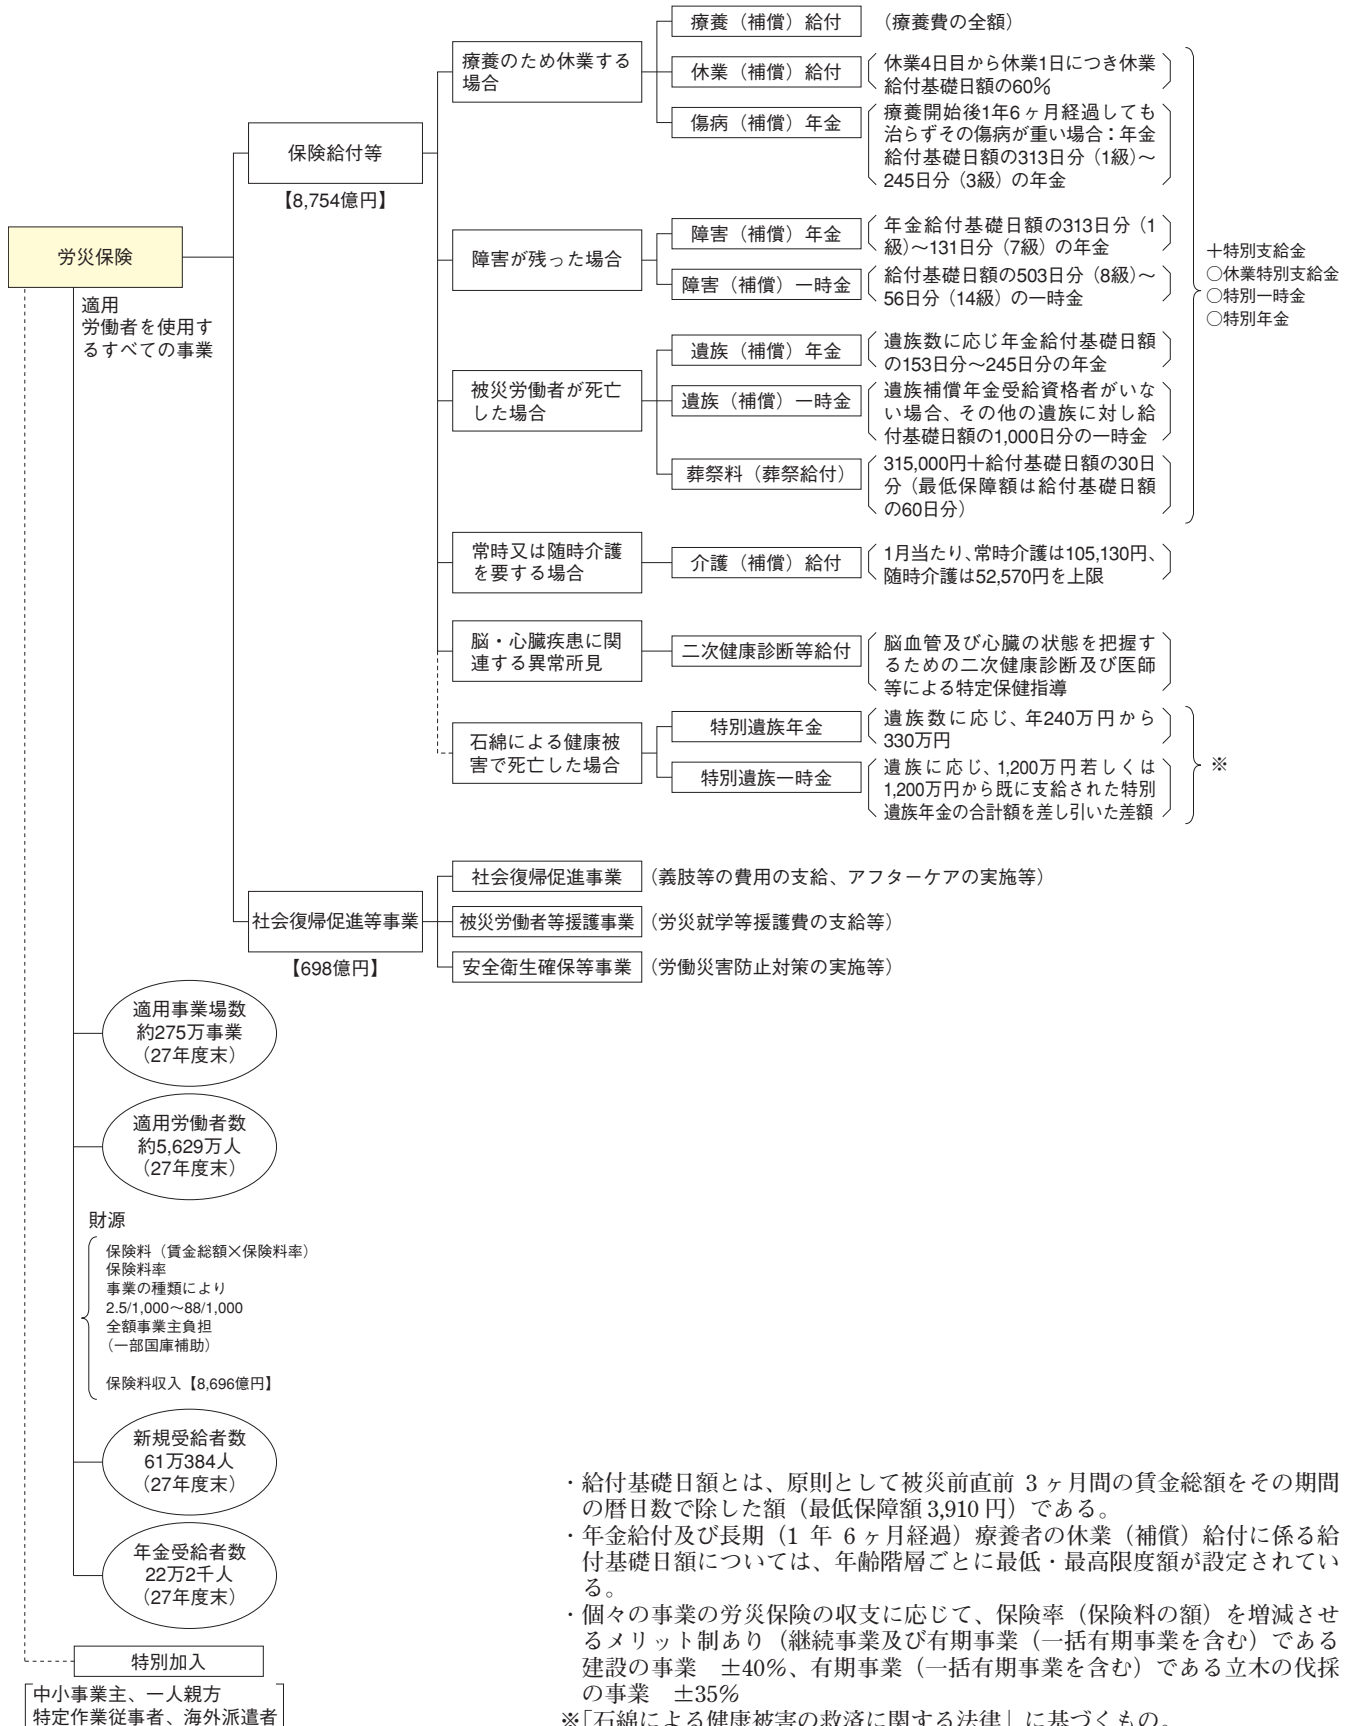 労災保険
適用
労働者を使用す
るすべての事業
保険給付等
【8,754億円】
療養のため休業する
場合
療養(補償)給付
(療養費の全額)
休業(補償)給付
休業4日目から休業1日につき休業
給付基礎日額の60%
傷病(補償)年金
療養開始後1年6ヶ月経過しても
治らずその傷病が重い場合:年金
給付基礎日額の313日分(1級)~
245日分(3級)の年金
障害が残った場合
障害(補償)年金
年金給付基礎日額の313日分(1
級)~131日分(7級)の年金
障害(補償)一時金
給付基礎日額の503日分(8級)~
56日分(14級)の一時金
被災労働者が死亡
した場合
遺族(補償)年金
遺族数に応じ年金給付基礎日額
の153日分~245日分の年金
遺族(補償)一時金
遺族補償年金受給資格者がいな
い場合、その他の遺族に対し給
付基礎日額の1,000日分の一時金
葬祭料(葬祭給付)
315,000円+給付基礎日額の30日
分(最低保障額は給付基礎日額
の60日分)
+特別支給金
○休業特別支給金
○特別一時金
○特別年金
常時又は随時介護
を要する場合
介護(補償)給付
1月当たり、常時介護は105,130円、
随時介護は52,570円を上限
脳・心臓疾患に関
連する異常所見
二次健康診断等給付
脳血管及び心臓の状態を把握す
るための二次健康診断及び医師
等による特定保健指導
石綿による健康被
害で死亡した場合
特別遺族年金
遺族数に応じ、年240万円から
330万円
特別遺族一時金
遺族に応じ、1,200万円若しくは
1,200万円から既に支給された特別
遺族年金の合計額を差し引いた差額
※
社会復帰促進等事業
【698億円】
社会復帰促進事業
(義肢等の費用の支給、アフターケアの実施等)
被災労働者等援護事業
(労災就学等援護費の支給等)
安全衛生確保等事業
(労働災害防止対策の実施等)
適用事業場数
約275万事業
(27年度末)
適用労働者数
約5,629万人
(27年度末)
財源
保険料(賃金総額×保険料率)
保険料率
事業の種類により
2.5/1,000~88/1,000
全額事業主負担
(一部国庫補助)
保険料収入【8,696億円】
新規受給者数
61万384人
(27年度末)
年金受給者数
22万2千人
(27年度末)
特別加入
中小事業主、一人親方
特定作業従事者、海外派遣者
・給付基礎日額とは、原則として被災前直前 3ヶ月間の賃金総額をその期間
の暦日数で除した額(最低保障額 3,910 円)である。
・年金給付及び長期(1 年 6ヶ月経過)療養者の休業(補償)給付に係る給
付基礎日額については、年齢階層ごとに最低・最高限度額が設定されてい
る。
・個々の事業の労災保険の収支に応じて、保険率(保険料の額)を増減させ
るメリット制あり(継続事業及び有期事業(一括有期事業を含む)である
建設の事業 ±40%、有期事業(一括有期事業を含む)である立木の伐採
の事業 ±35%
※「石綿による健康被害の救済に関する法律」に基づくもの。